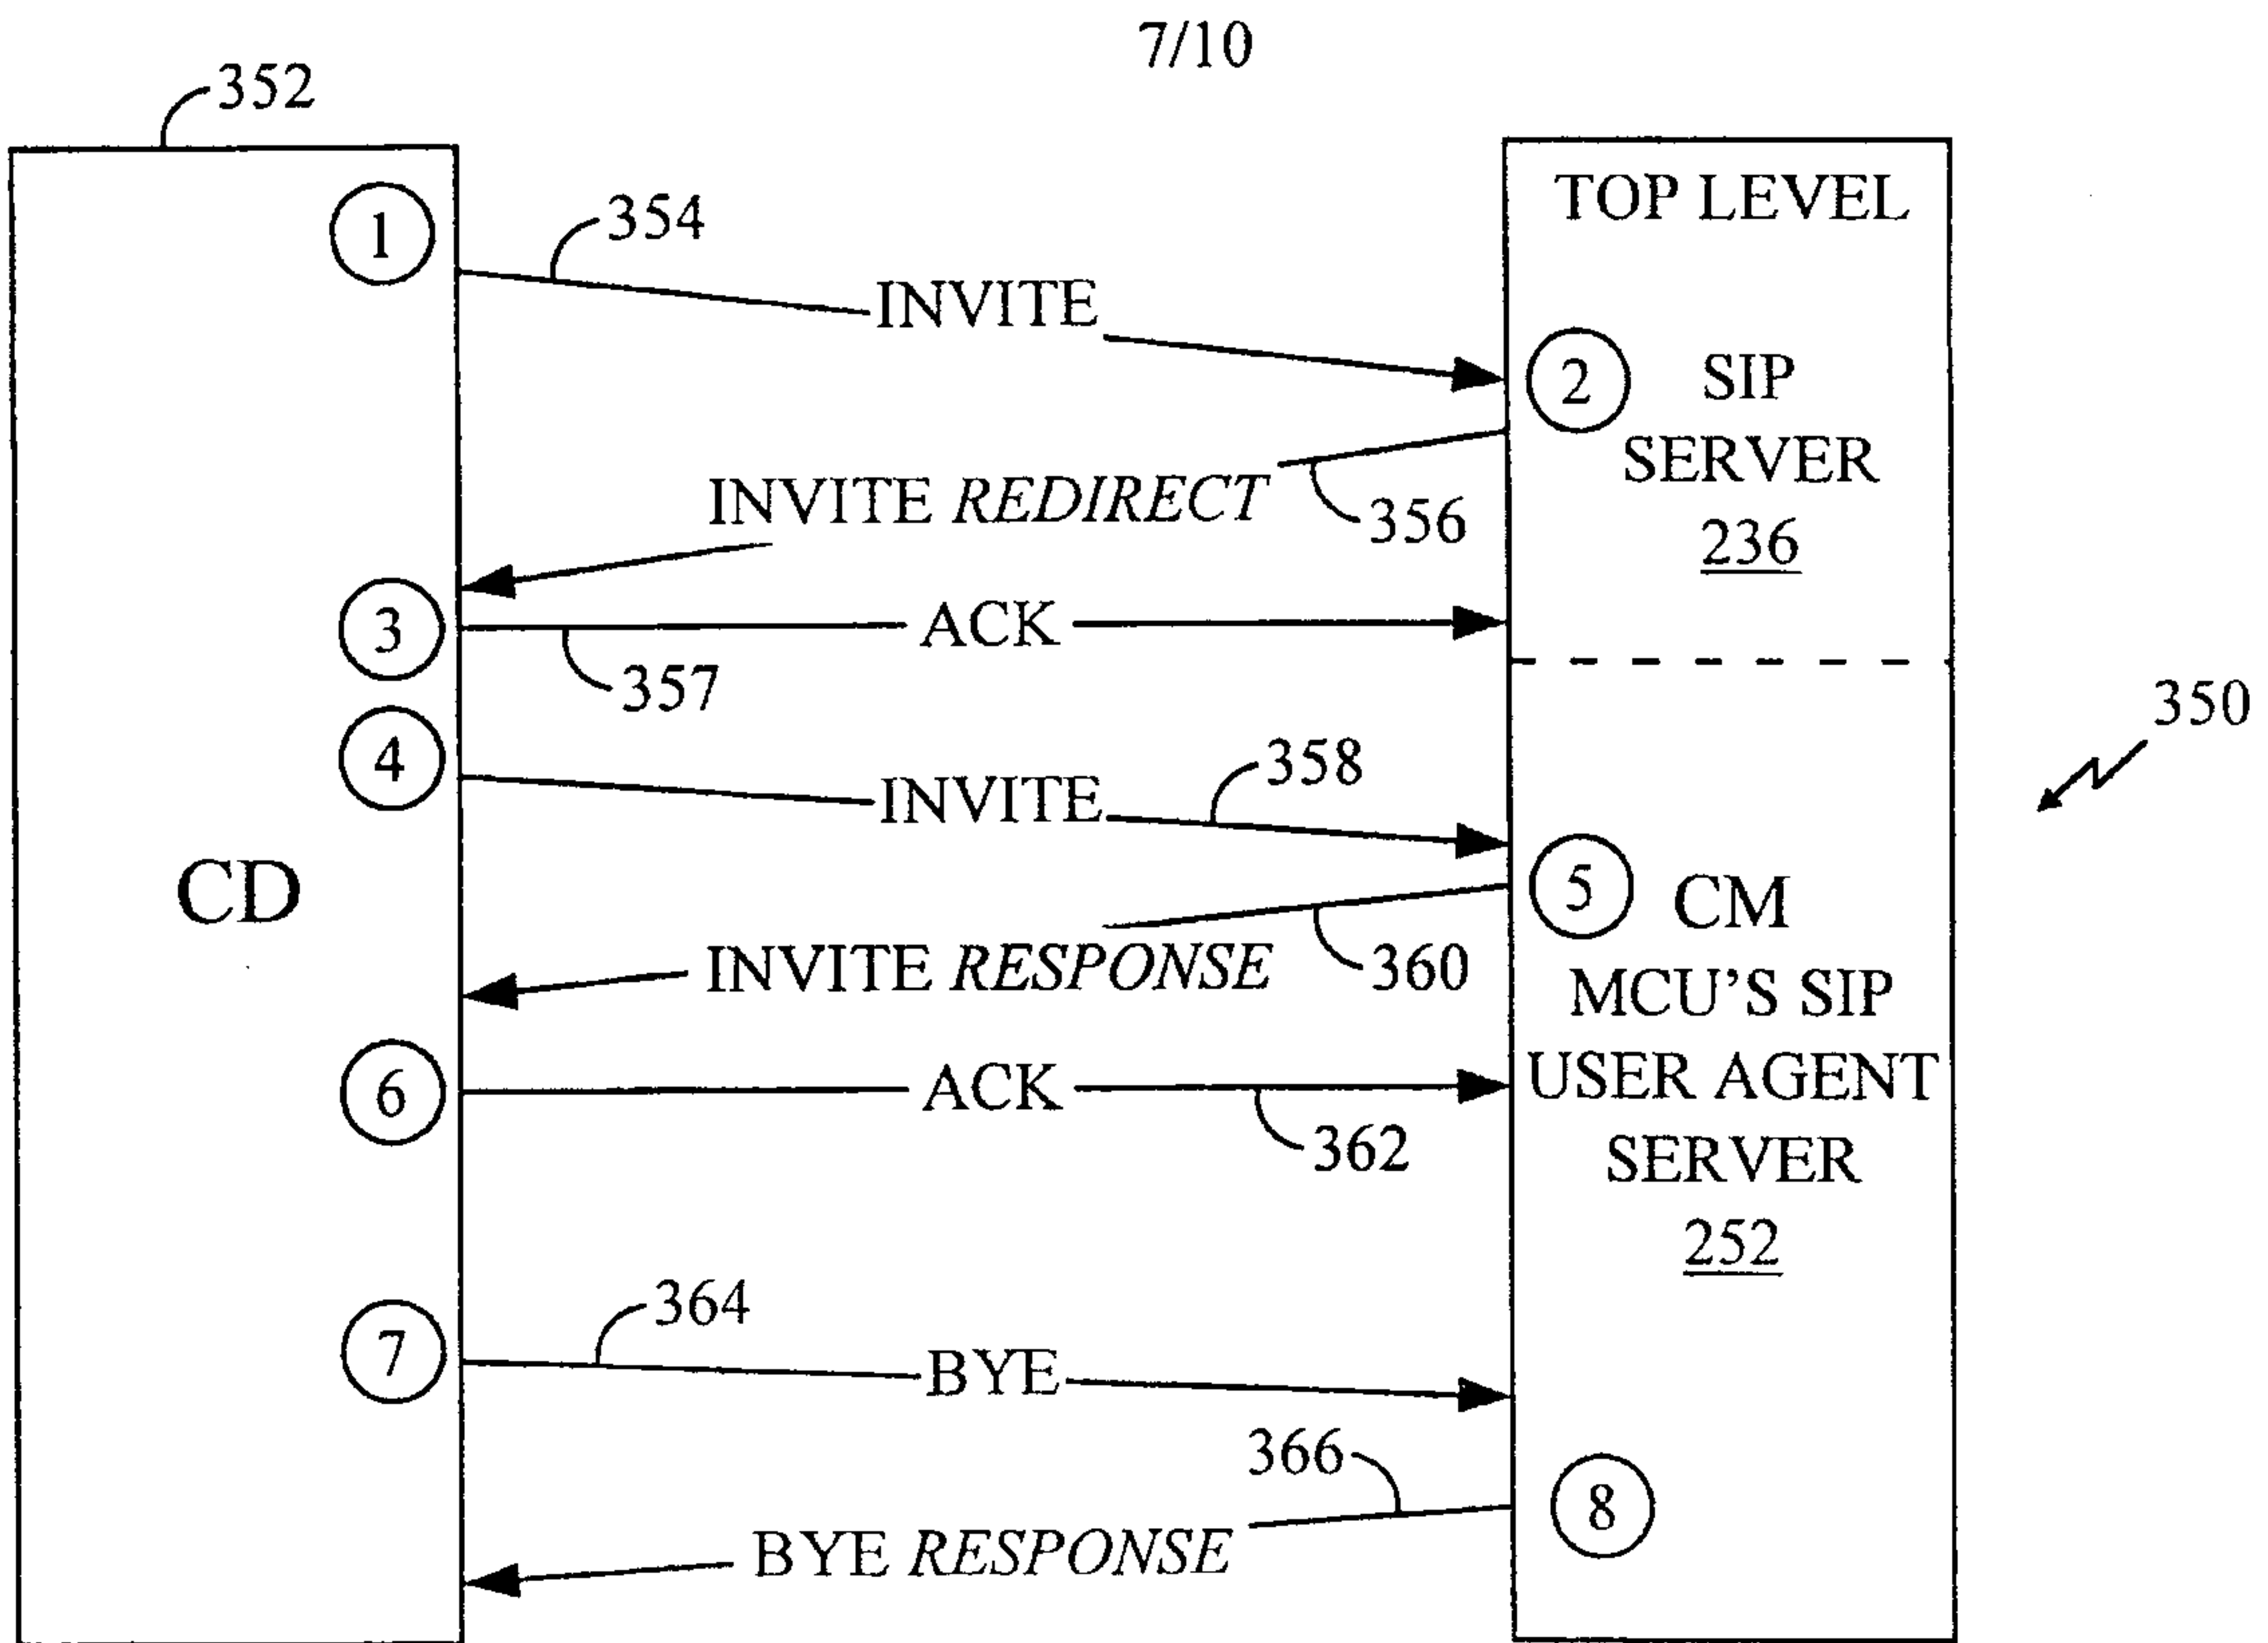 7/10
352
TOP LEVEL
1
354
INVITE
2
SIP
SERVER
236
INVITE REDIRECT
356
3
ACK
357
350
4
INVITE
358
CD
5
CM
MCU'S SIP
USER AGENT
SERVER
252
INVITE RESPONSE
360
6
ACK
362
7
364
BYE
366
8
BYE RESPONSE